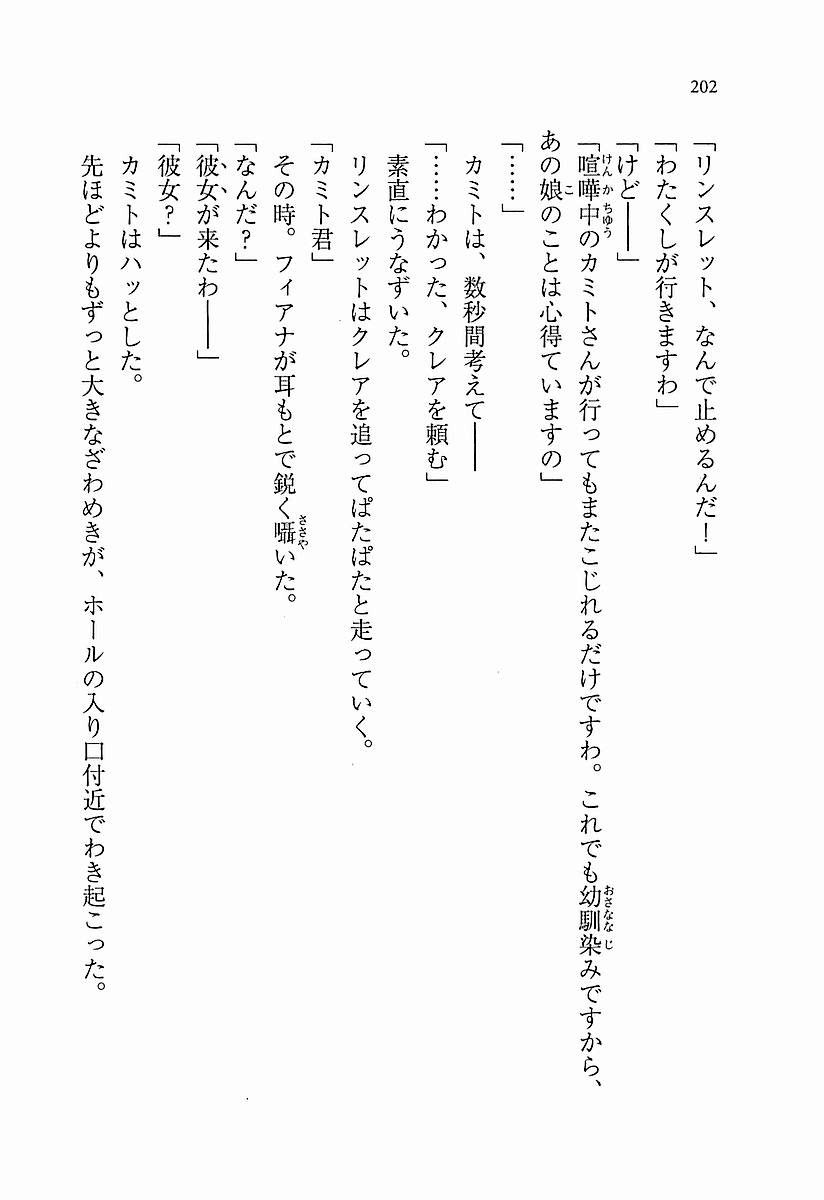 202
「リンスレット、なんで止めるんだ！」
「わたくしが行きますわ」
「けど――」
「喧嘩中のカミトさんが行ってもまたこじれるだけですわ。これでも幼馴染みですから、
あの娘のことは心得ていますの」
「……」
カミトは、数秒間考えて――
「……わかった、クレアを頼む」
素直にうなずいた。
リンスレットはクレアを追ってぱたぱたと走っていく。
「カミト君」
その時。フィアナが耳もとで鋭く囁いた。
「なんだ？」
「彼女が来たわ――」
「彼女？」
カミトはハッとした。
先ほどよりもずっと大きなざわめきが、ホールの入り口付近でわき起こった。